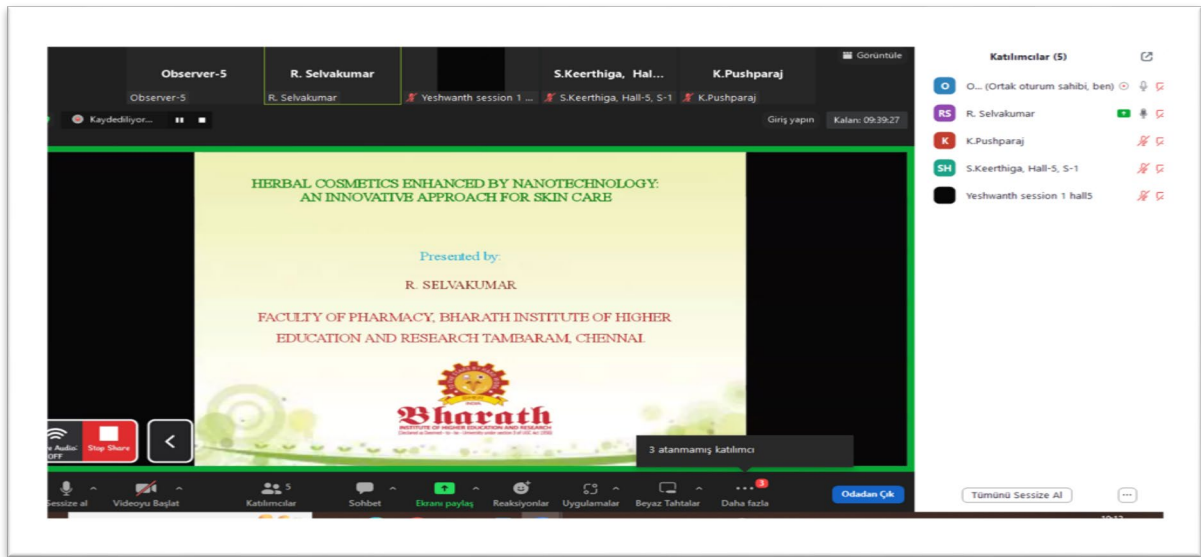 Görüntüle
Observer-5
R. Selvakumar
S.Keerthiga, Hal...
K.Pushparaj
Observer-5
R. Selvakumar
Yeshwanth session 1 ...
S.Keerthiga, Hall-5, S-1
K.Pushparaj
Kaydediliyor...
Giriş yapın
Kalan: 09:39:27
HERBAL COSMETICS ENHANCED BY NANOTECHNOLOGY:
AN INNOVATIVE APPROACH FOR SKIN CARE
Presented by:
R. SELVAKUMAR
FACULTY OF PHARMACY, BHARATH INSTITUTE OF HIGHER
EDUCATION AND RESEARCH TAMBARAM, CHENNAI.
Bharath
INSTITUTE OF HIGHER EDUCATION AND RESEARCH
Audio:
OFF
Stop Share
3 atanmamış katılımcı
Sessize al
Videoyu Başlat
5
Katılımcılar
Sohbet
Ekranı paylaş
Reaksiyonlar
Uygulamalar
Beyaz Tahtalar
3
Daha fazla
Odadan Çık
Katılımcılar (5)
O
O... (Ortak oturum sahibi, ben)
RS
R. Selvakumar
K
K.Pushparaj
SH
S.Keerthiga, Hall-5, S-1
Yeshwanth session 1 hall5
Tümünü Sessize Al